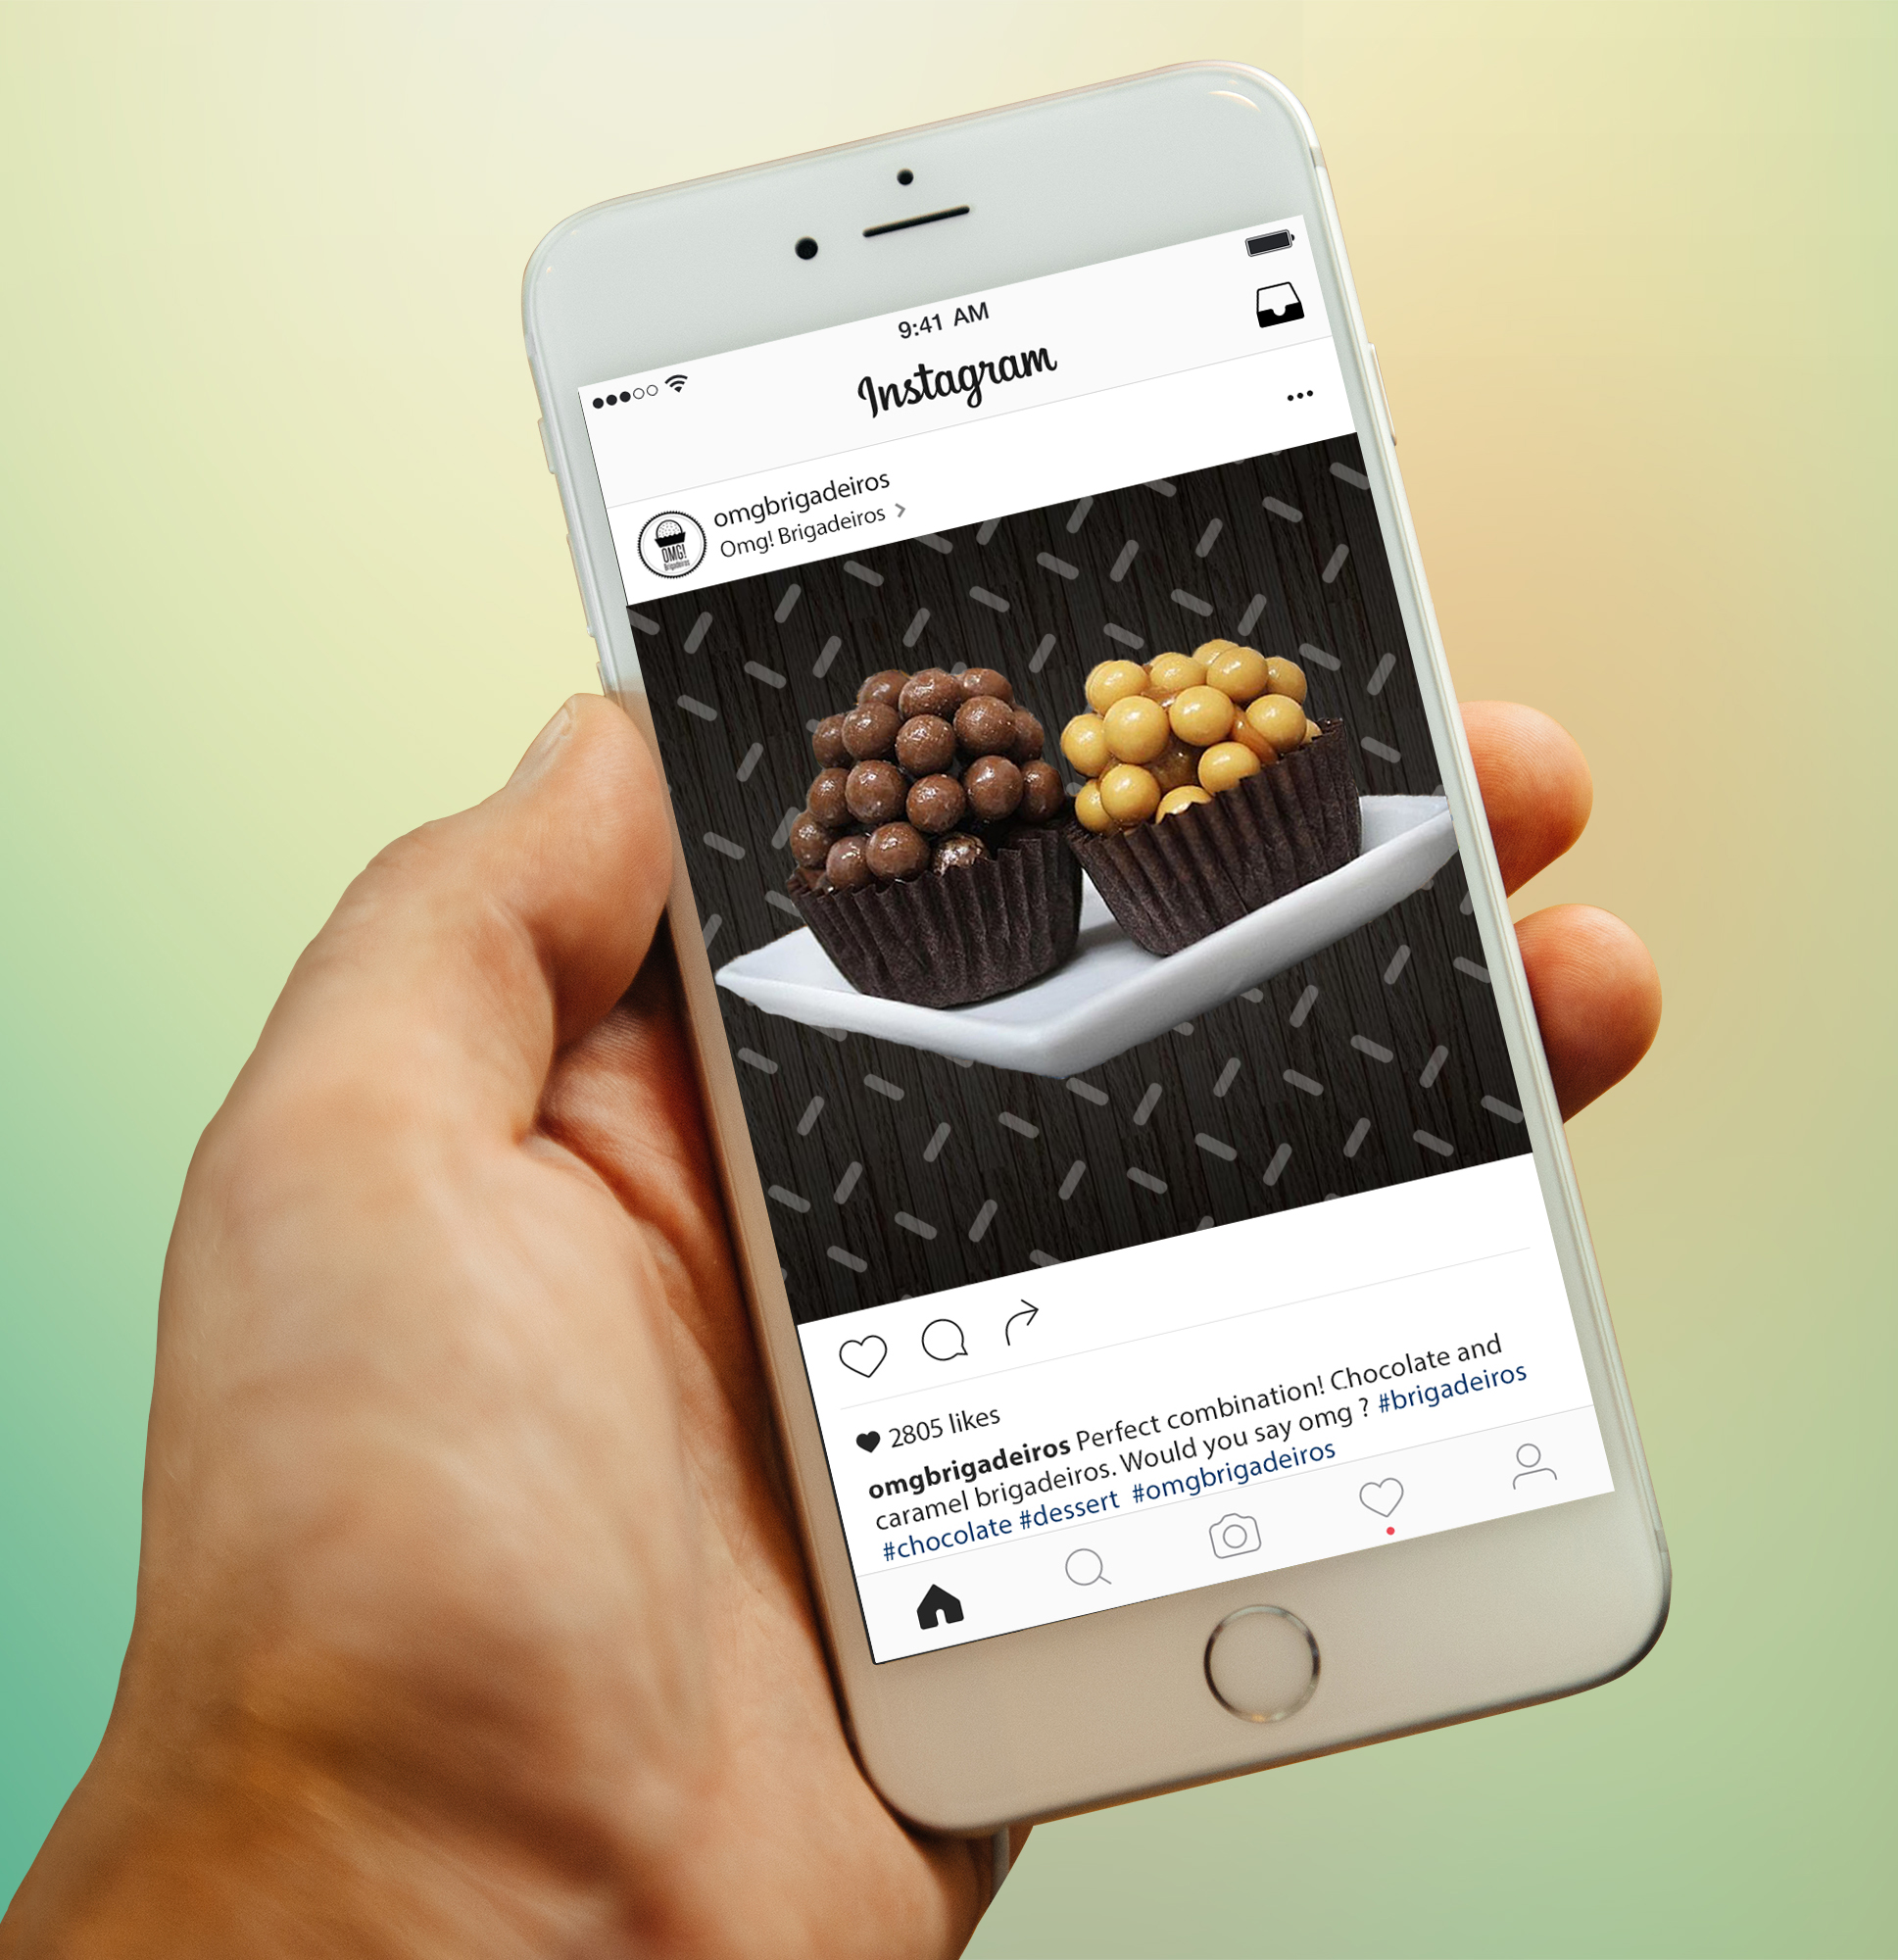 9:41 AM
Instagram
omgbrigadeiros
Omg! Brigadeiros
OMG!
Brigadeiros
2805 likes
omgbrigadeiros Perfect combination! Chocolate and
caramel brigadeiros. Would you say omg ? #brigadeiros
#chocolate #dessert #omgbrigadeiros